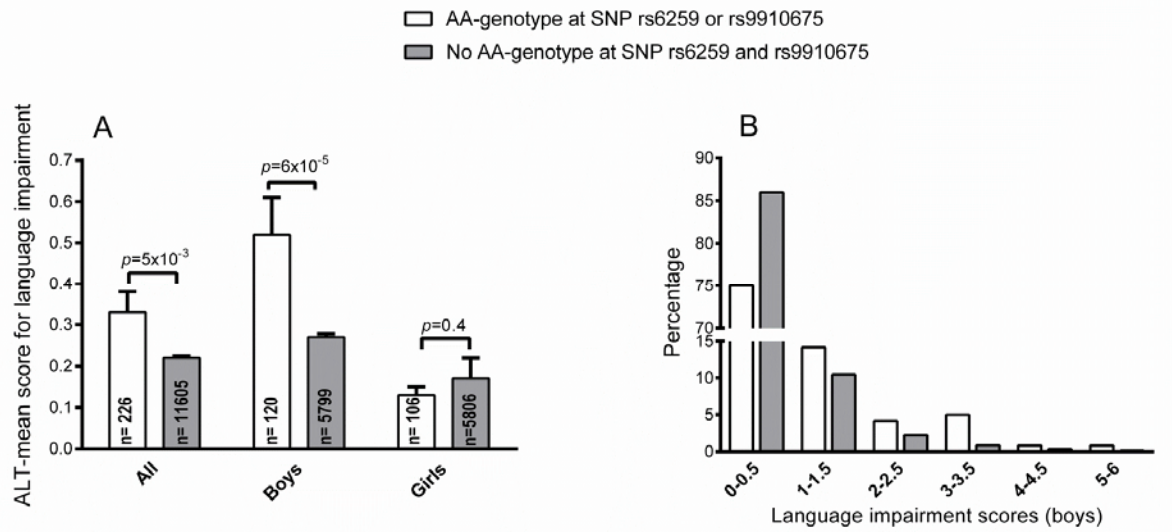 AA-genotype at SNP rs6259 or rs9910675
No AA-genotype at SNP rs6259 and rs9910675
A
ALT-mean score for language impairment
0.7
0.6
0.5
0.4
0.3
0.2
0.1
0.0
p=5x10⁻³
p=6x10⁻⁵
p=0.4
n= 226
n= 11605
n= 120
n= 5799
n= 106
n=5806
All
Boys
Girls
B
Percentage
90
85
80
75
70
15
10
5
0
0-0.5
1-1.5
2-2.5
3-3.5
4-4.5
5-6
Language impairment scores (boys)